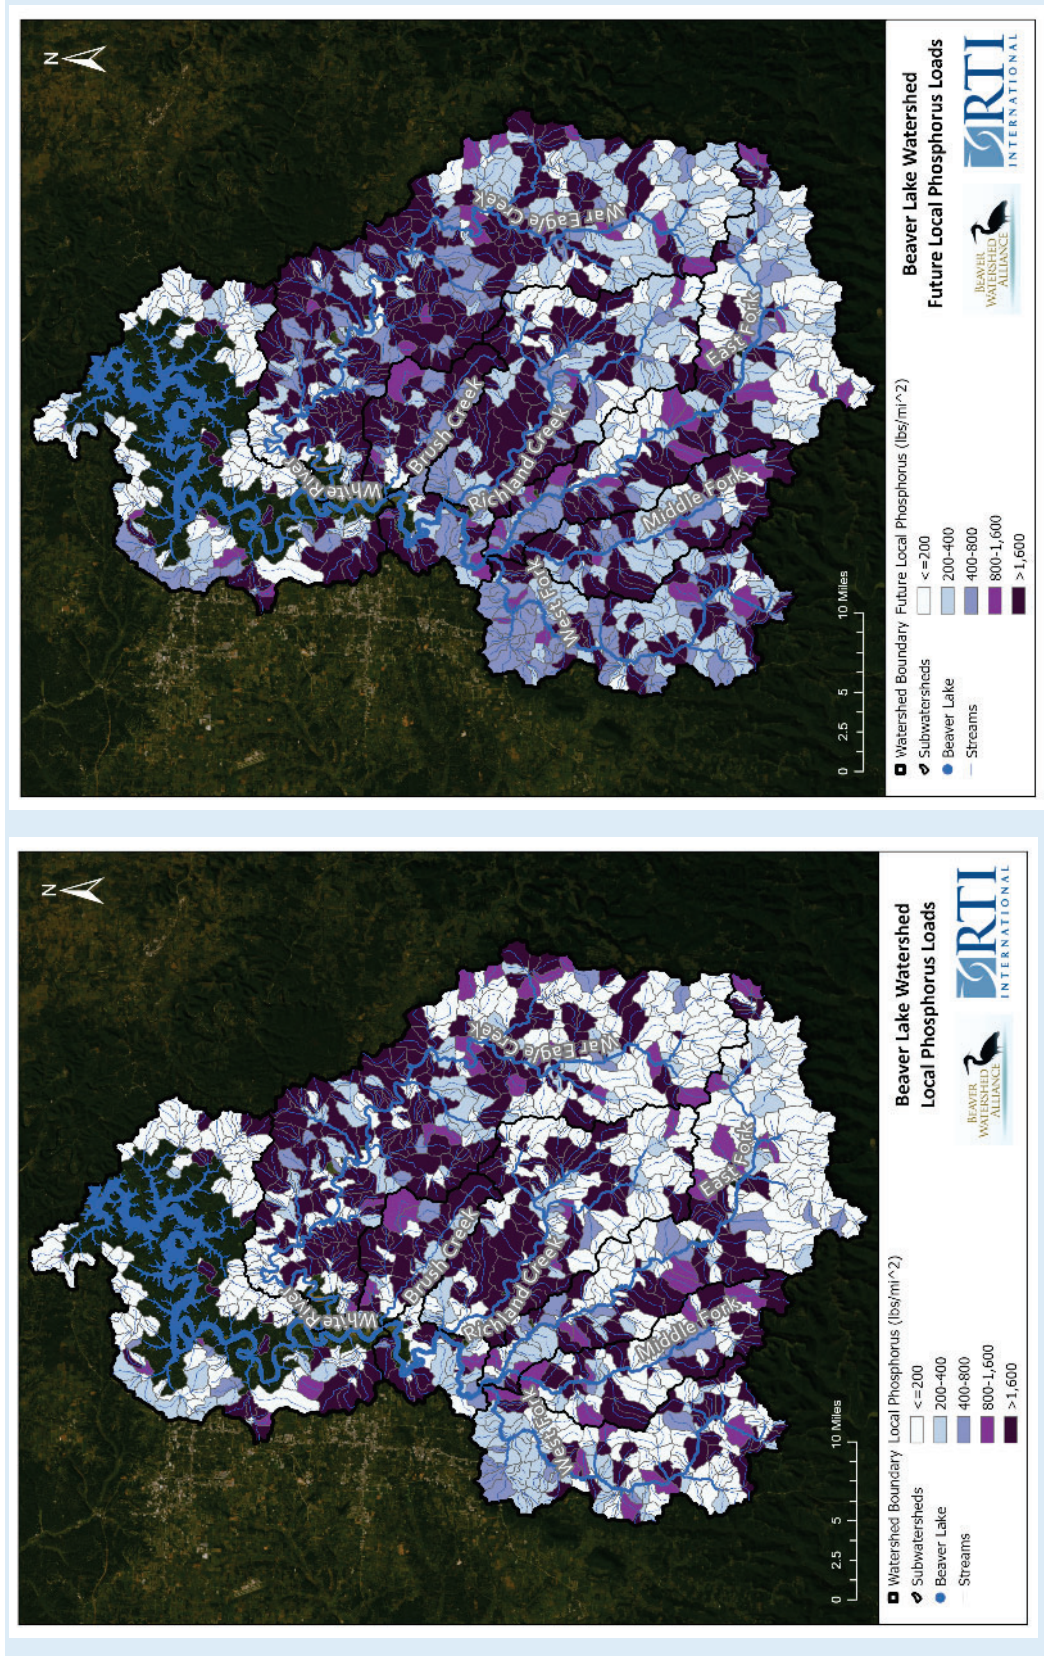 N
White River
Brush Creek
War Eagle Creek
Richland Creek
West Fork
Middle Fork
East Fork
0 2.5 5 10 Miles
Watershed Boundary
Subwatersheds
Beaver Lake
Streams
Local Phosphorus (lbs/mi^2)
<=200
200-400
400-800
800-1,600
>1,600
Beaver Lake Watershed
Local Phosphorus Loads
BEAVER
WATERSHED
ALLIANCE
RTI
INTERNATIONAL
N
White River
Brush Creek
War Eagle Creek
Richland Creek
West Fork
Middle Fork
East Fork
0 2.5 5 10 Miles
Watershed Boundary
Subwatersheds
Beaver Lake
Streams
Future Local Phosphorus (lbs/mi^2)
<=200
200-400
400-800
800-1,600
>1,600
Beaver Lake Watershed
Future Local Phosphorus Loads
BEAVER
WATERSHED
ALLIANCE
RTI
INTERNATIONAL